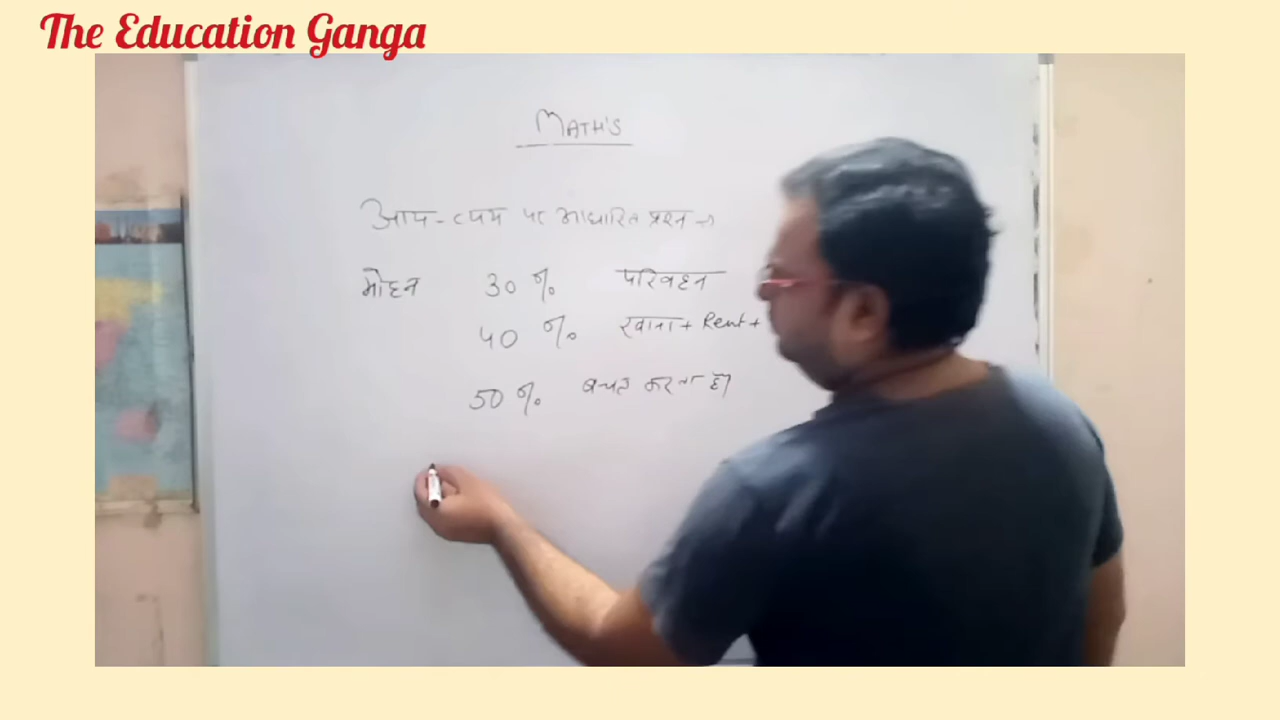 The Education Ganga
MATH'S
आय-व्यय पर आधारित प्रश्न →
मोहन 30 % परिवहन
40 % खाना + Rent +
50 % बचत करता है।